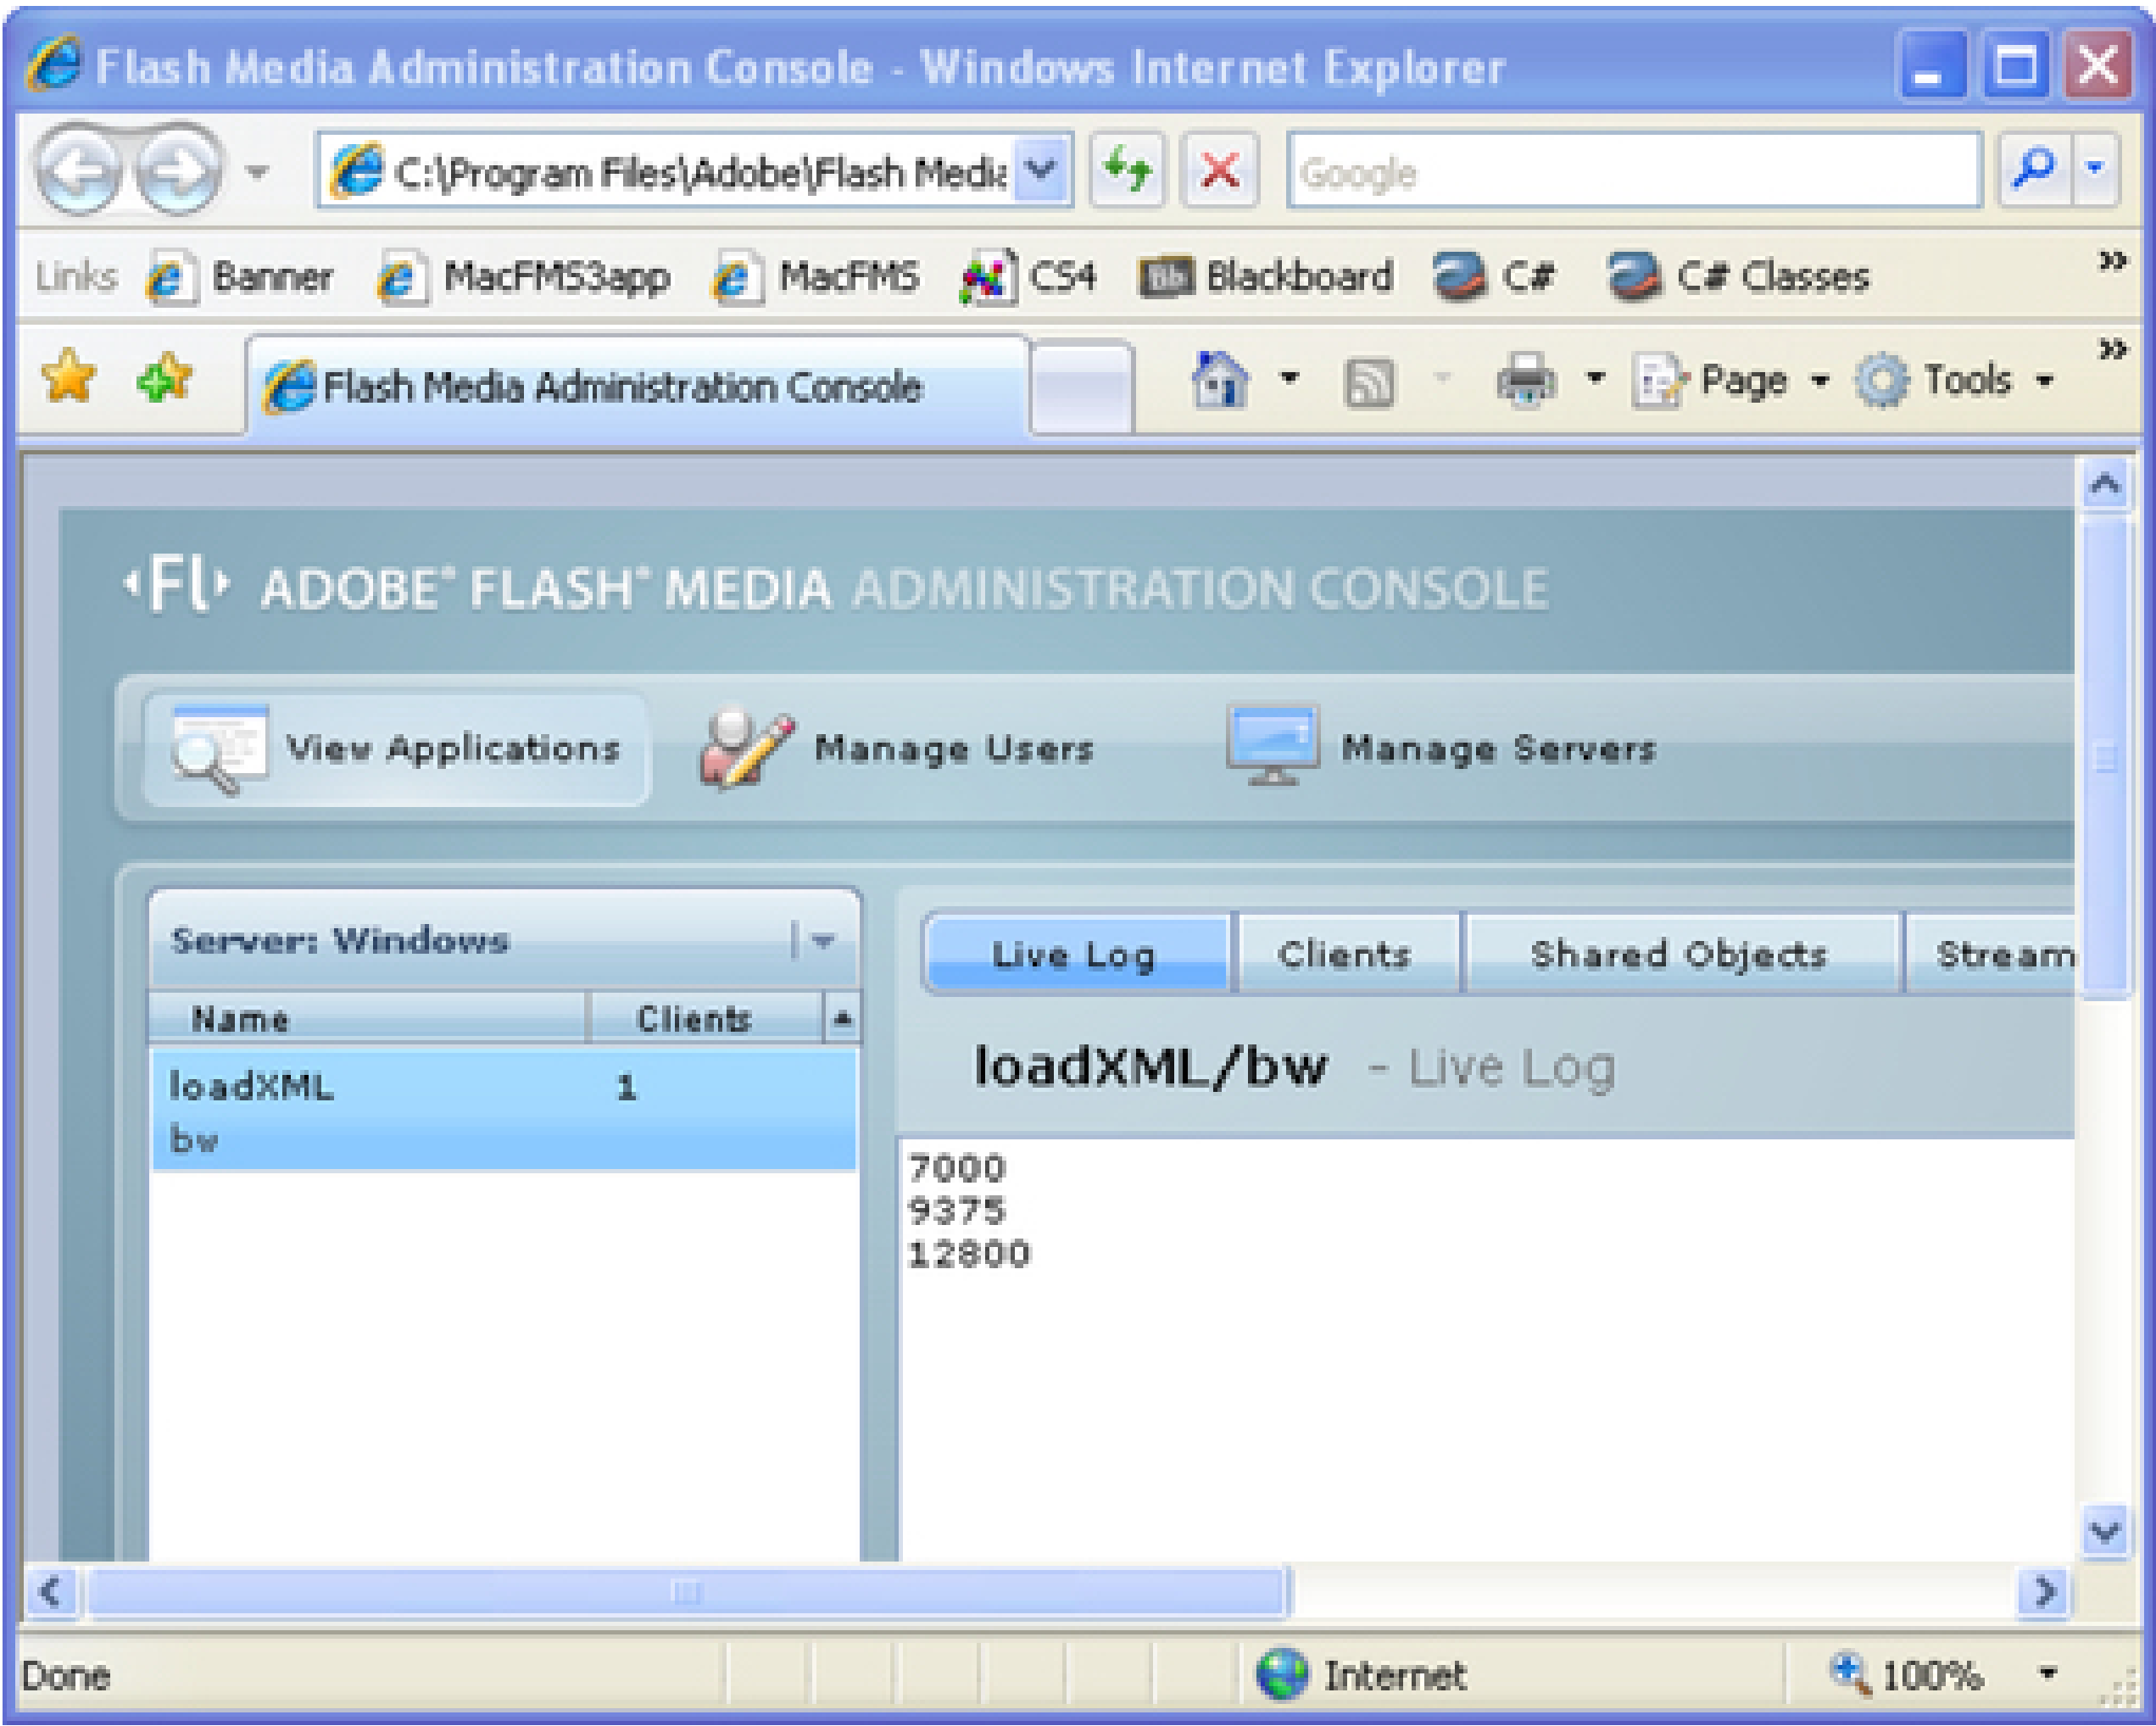 Flash Media Administration Console - Windows Internet Explorer
C:\Program Files\Adobe\Flash Media
Google
Links Banner MacFMS3app MacFMS CS4 Bb Blackboard C# C# Classes »
Flash Media Administration Console Page Tools »
Fl ADOBE® FLASH® MEDIA ADMINISTRATION CONSOLE
View Applications Manage Users Manage Servers
Server: Windows
Live Log Clients Shared Objects Stream
Name Clients
loadXML/bw - Live Log
loadXML 1
bw
7000
9375
12800
Done Internet 100%